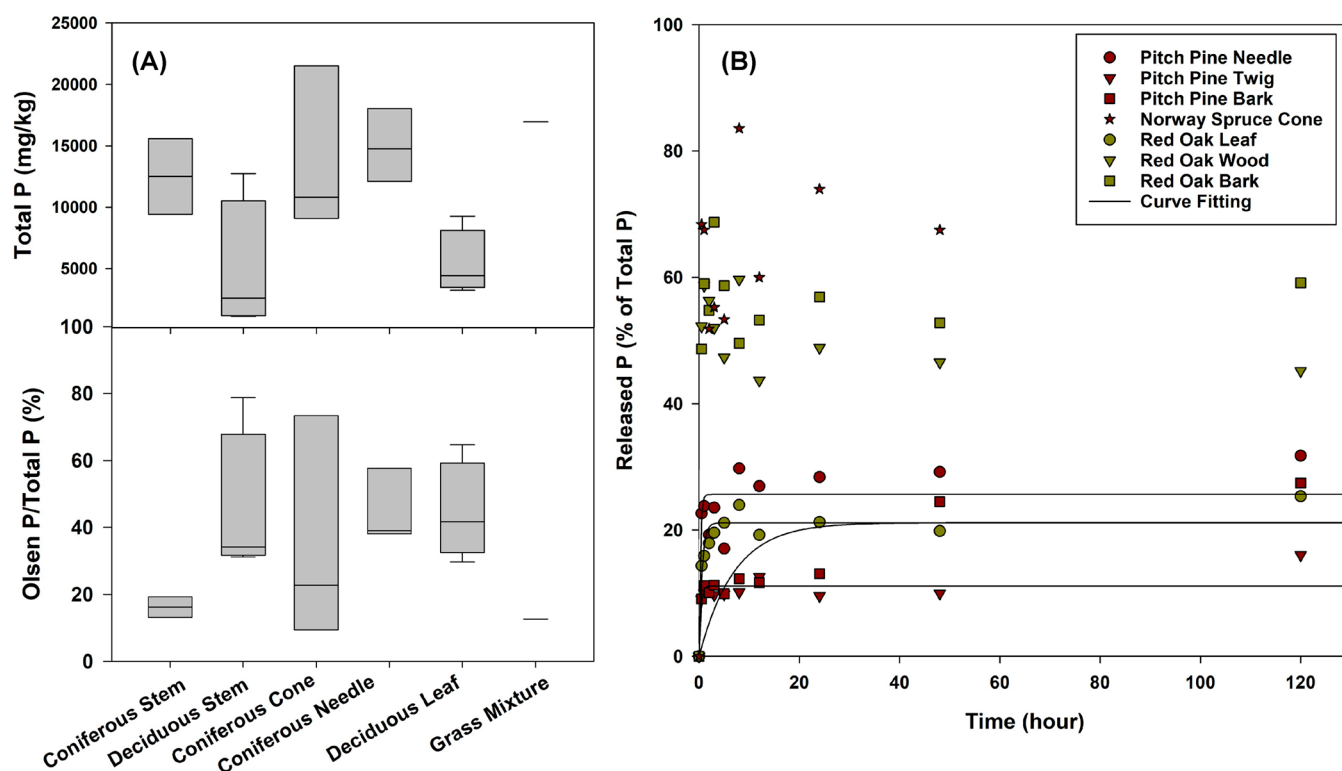 (A)
Total P (mg/kg)
25000
20000
15000
10000
5000
100
Olsen P/Total P (%)
80
60
40
20
0
Coniferous Stem
Deciduous Stem
Coniferous Cone
Coniferous Needle
Deciduous Leaf
Grass Mixture
(B)
Released P (% of Total P)
100
80
60
40
20
0
Pitch Pine Needle
Pitch Pine Twig
Pitch Pine Bark
Norway Spruce Cone
Red Oak Leaf
Red Oak Wood
Red Oak Bark
Curve Fitting
0 20 40 60 80 100 120
Time (hour)